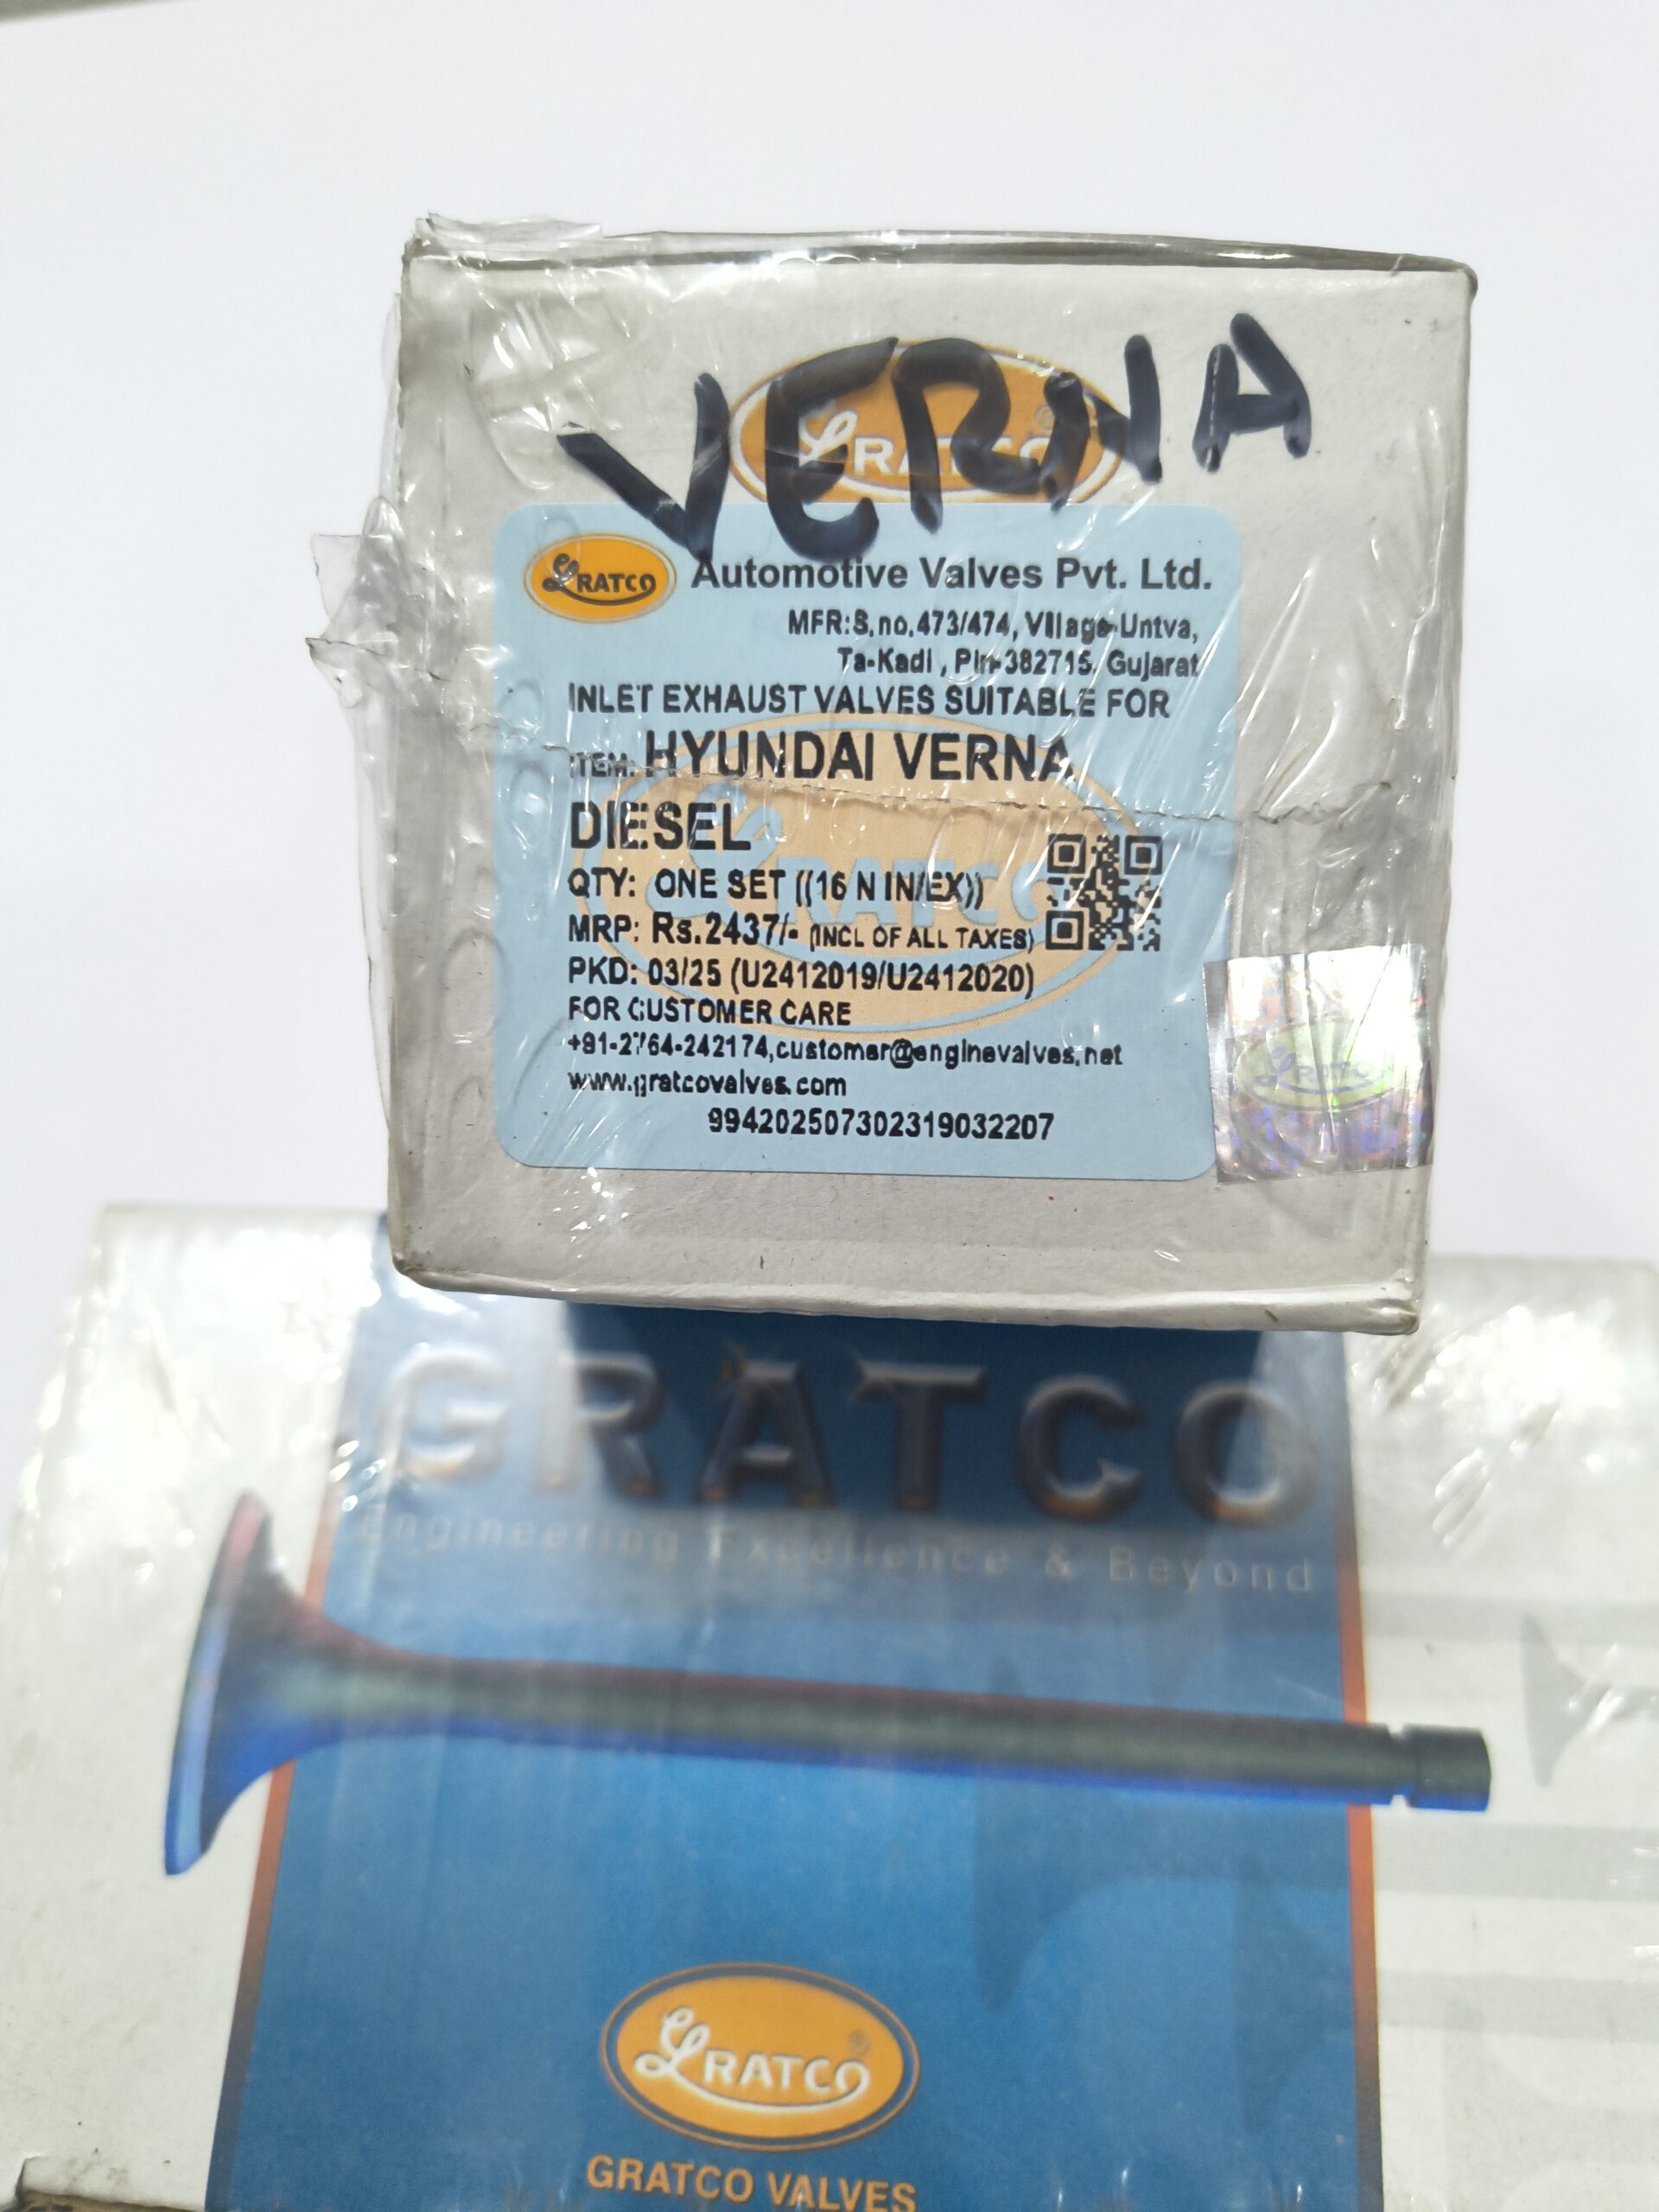 VERNA
GRATCO
GRATCO Automotive Valves Pvt. Ltd.
MFR:S.no.473/474, Village-Untva,
Ta-Kadi , Pin-382715, Gujarat
INLET EXHAUST VALVES SUITABLE FOR
ITEM: HYUNDAI VERNA
DIESEL
GRATCO
QTY: ONE SET ((16 N IN/EX))
MRP: Rs.2437/- (INCL OF ALL TAXES)
PKD: 03/25 (U2412019/U2412020)
FOR CUSTOMER CARE
+91-2764-242174,customer@enginevalves.net
www.gratcovalves.com
GRATCO
994202507302319032207
GRATCO
Engineering Excellence & Beyond
GRATCO
GRATCO VALVES